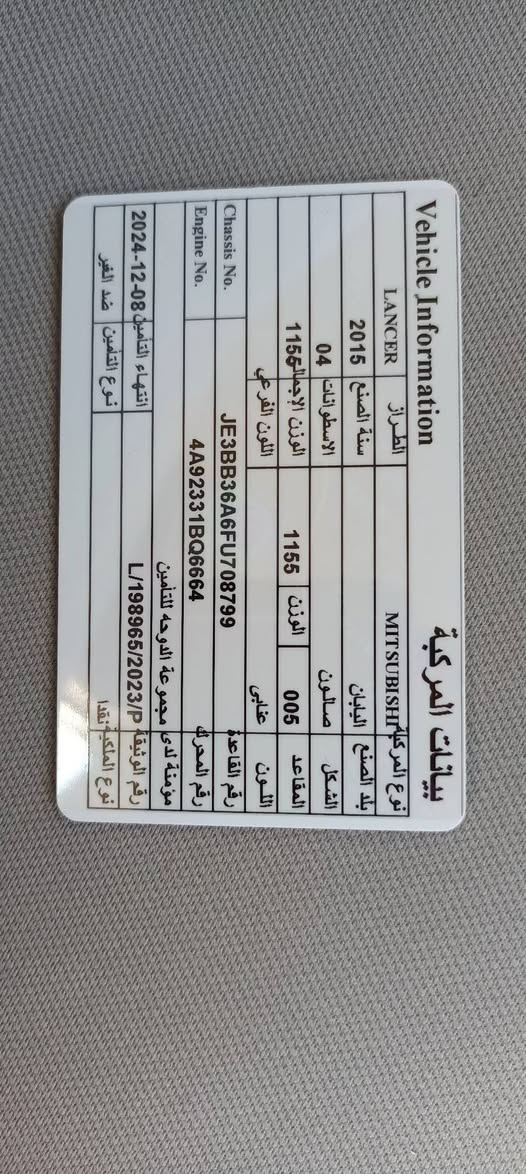 Vehicle Information بيانات المركبة
نوع المركبة MITSUBISHI الطراز LANCER
بلد الصنع اليابان سنة الصنع 2015
الشكل صالون الاسطوانات 04
المقاعد 005 الوزن 1155 الوزن الإجمالي 1155
اللون عنابى اللون الفرعي
رقم القاعدة JE3BB36A6FU708799 Chassis No.
رقم المحرك 4A92331BQ6664 Engine No.
مؤمنة لدى مجموعة الدوحه للتأمين
رقم الوثيقة L/198965/2023/P انتهاء التأمين 2024-12-08
نوع الملكية نقدا نوع التأمين ضد الغير